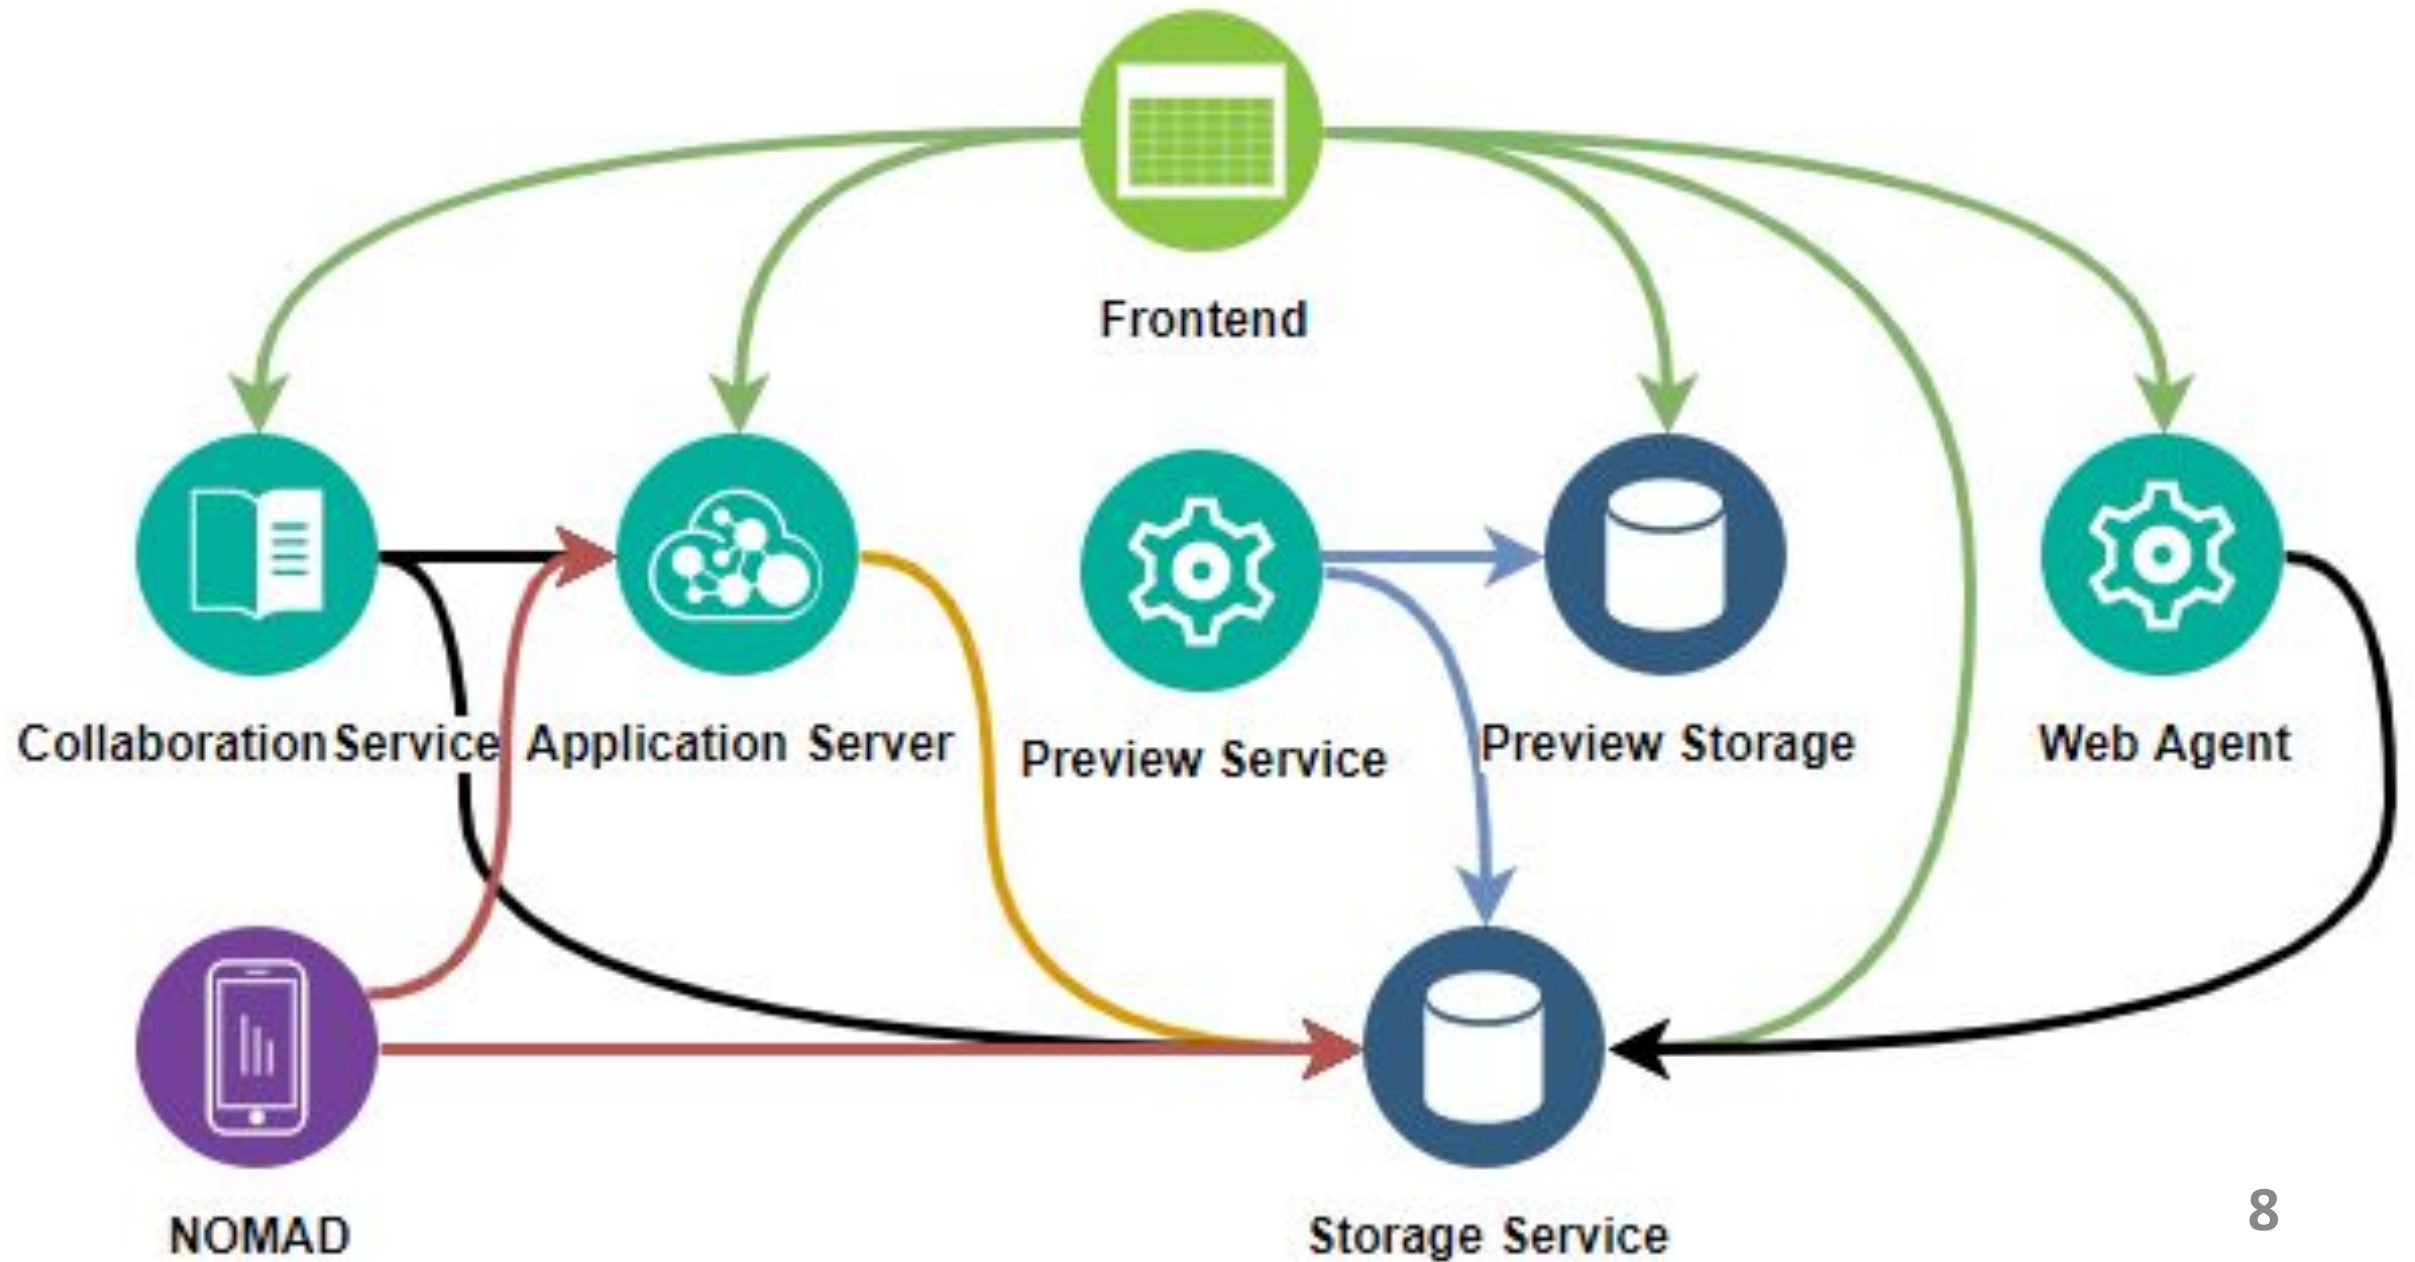 Frontend
Collaboration Service
Application Server
Preview Service
Preview Storage
Web Agent
NOMAD
Storage Service
8